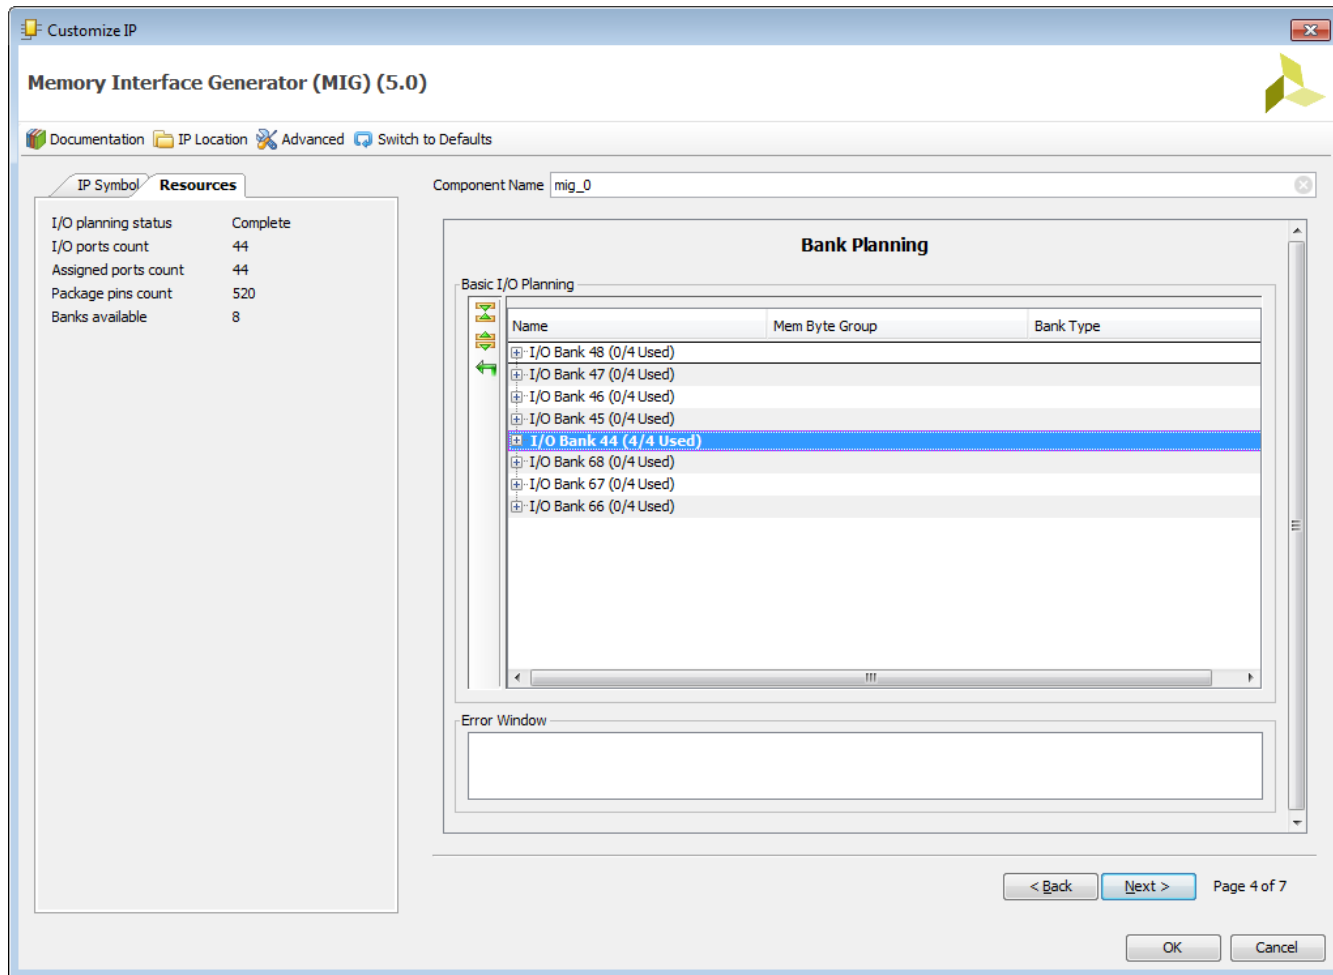 Customize IP
Memory Interface Generator (MIG) (5.0)
Documentation IP Location Advanced Switch to Defaults
IP Symbol Resources
I/O planning status Complete
I/O ports count 44
Assigned ports count 44
Package pins count 520
Banks available 8
Component Name mig_0
Bank Planning
Basic I/O Planning
Name Mem Byte Group Bank Type
I/O Bank 48 (0/4 Used)
I/O Bank 47 (0/4 Used)
I/O Bank 46 (0/4 Used)
I/O Bank 45 (0/4 Used)
I/O Bank 44 (4/4 Used)
I/O Bank 68 (0/4 Used)
I/O Bank 67 (0/4 Used)
I/O Bank 66 (0/4 Used)
Error Window
< Back Next > Page 4 of 7
OK Cancel